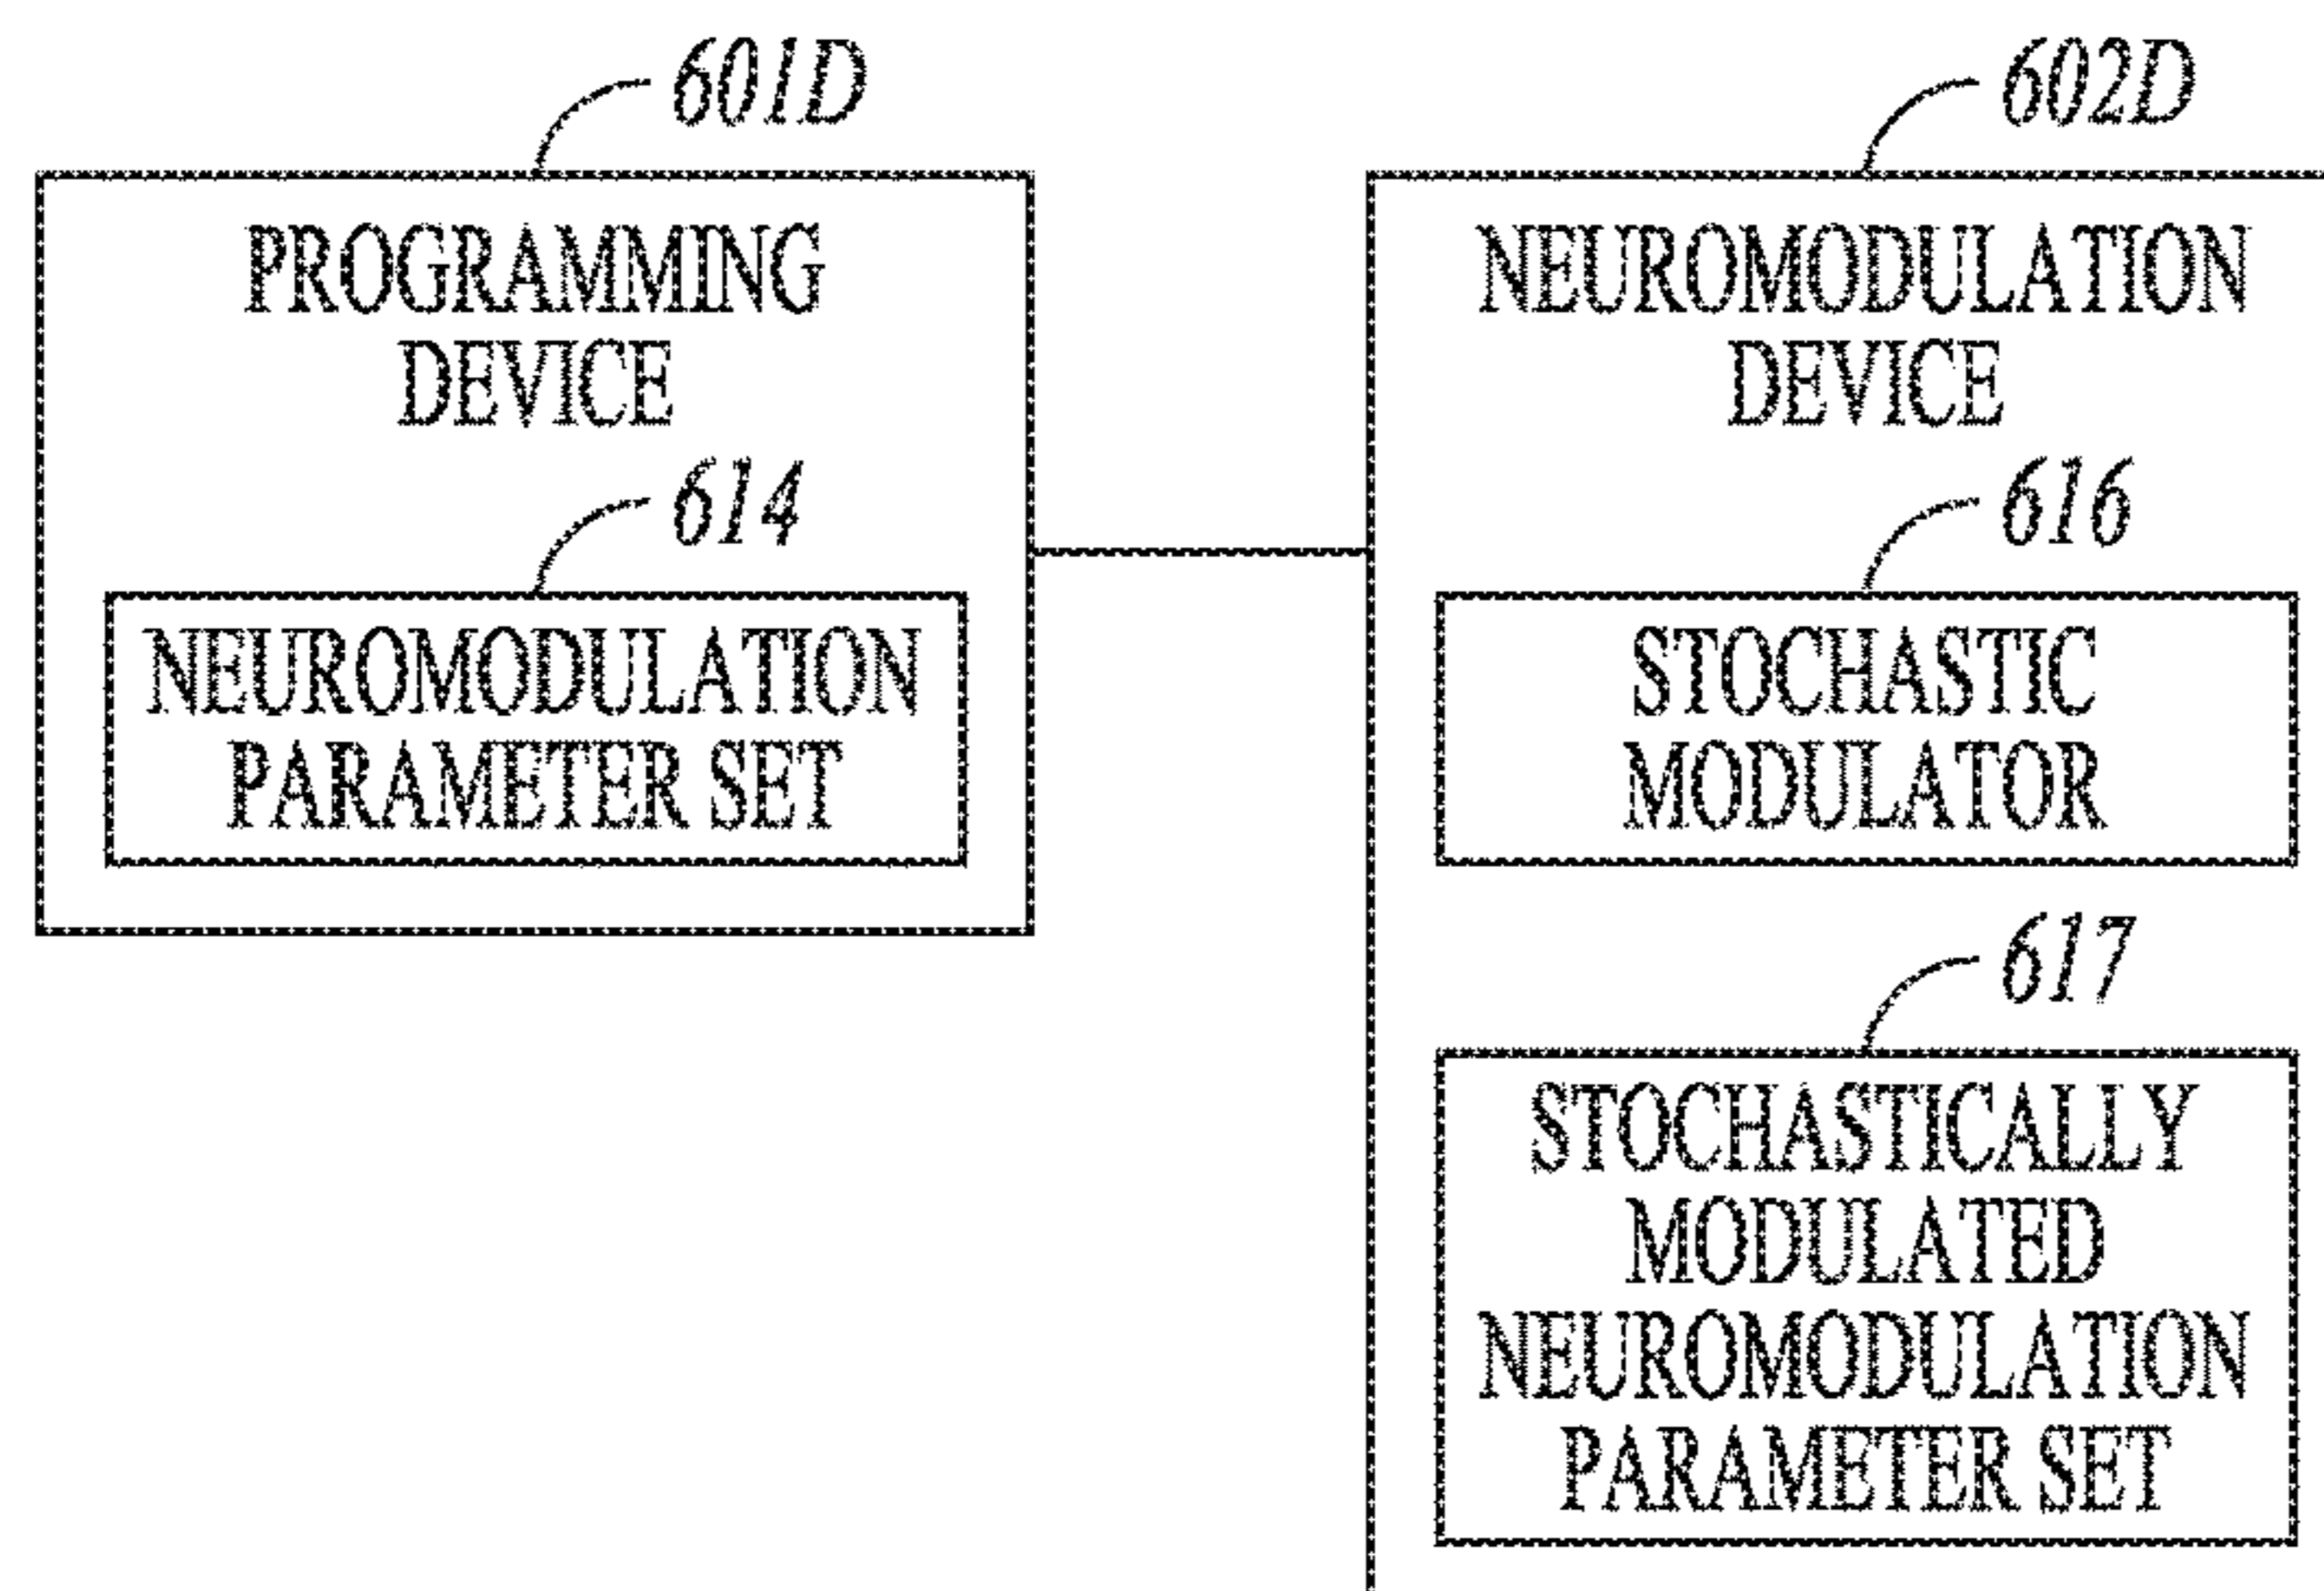 601D
PROGRAMMING
DEVICE
614
NEUROMODULATION
PARAMETER SET
602D
NEUROMODULATION
DEVICE
616
STOCHASTIC
MODULATOR
617
STOCHASTICALLY
MODULATED
NEUROMODULATION
PARAMETER SET